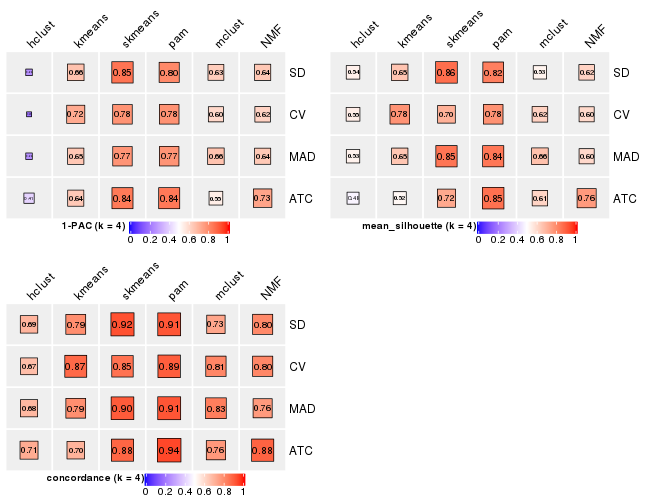 hclust kmeans skmeans pam mclust NMF
0.66 0.85 0.80 0.63 0.64 SD
0.72 0.78 0.78 0.60 0.62 CV
0.65 0.77 0.77 0.66 0.64 MAD
0.41 0.64 0.84 0.84 0.55 0.73 ATC
1-PAC (k = 4)
0 0.2 0.4 0.6 0.8 1
hclust kmeans skmeans pam mclust NMF
0.54 0.65 0.86 0.82 0.53 0.62 SD
0.55 0.78 0.70 0.78 0.62 0.60 CV
0.53 0.65 0.85 0.84 0.66 0.60 MAD
0.52 0.72 0.85 0.61 0.76 ATC
mean_silhouette (k = 4)
0 0.2 0.4 0.6 0.8 1
hclust kmeans skmeans pam mclust NMF
0.69 0.79 0.92 0.91 0.73 0.80 SD
0.67 0.87 0.85 0.89 0.81 0.80 CV
0.68 0.79 0.90 0.91 0.83 0.76 MAD
0.71 0.70 0.88 0.94 0.76 0.88 ATC
concordance (k = 4)
0 0.2 0.4 0.6 0.8 1